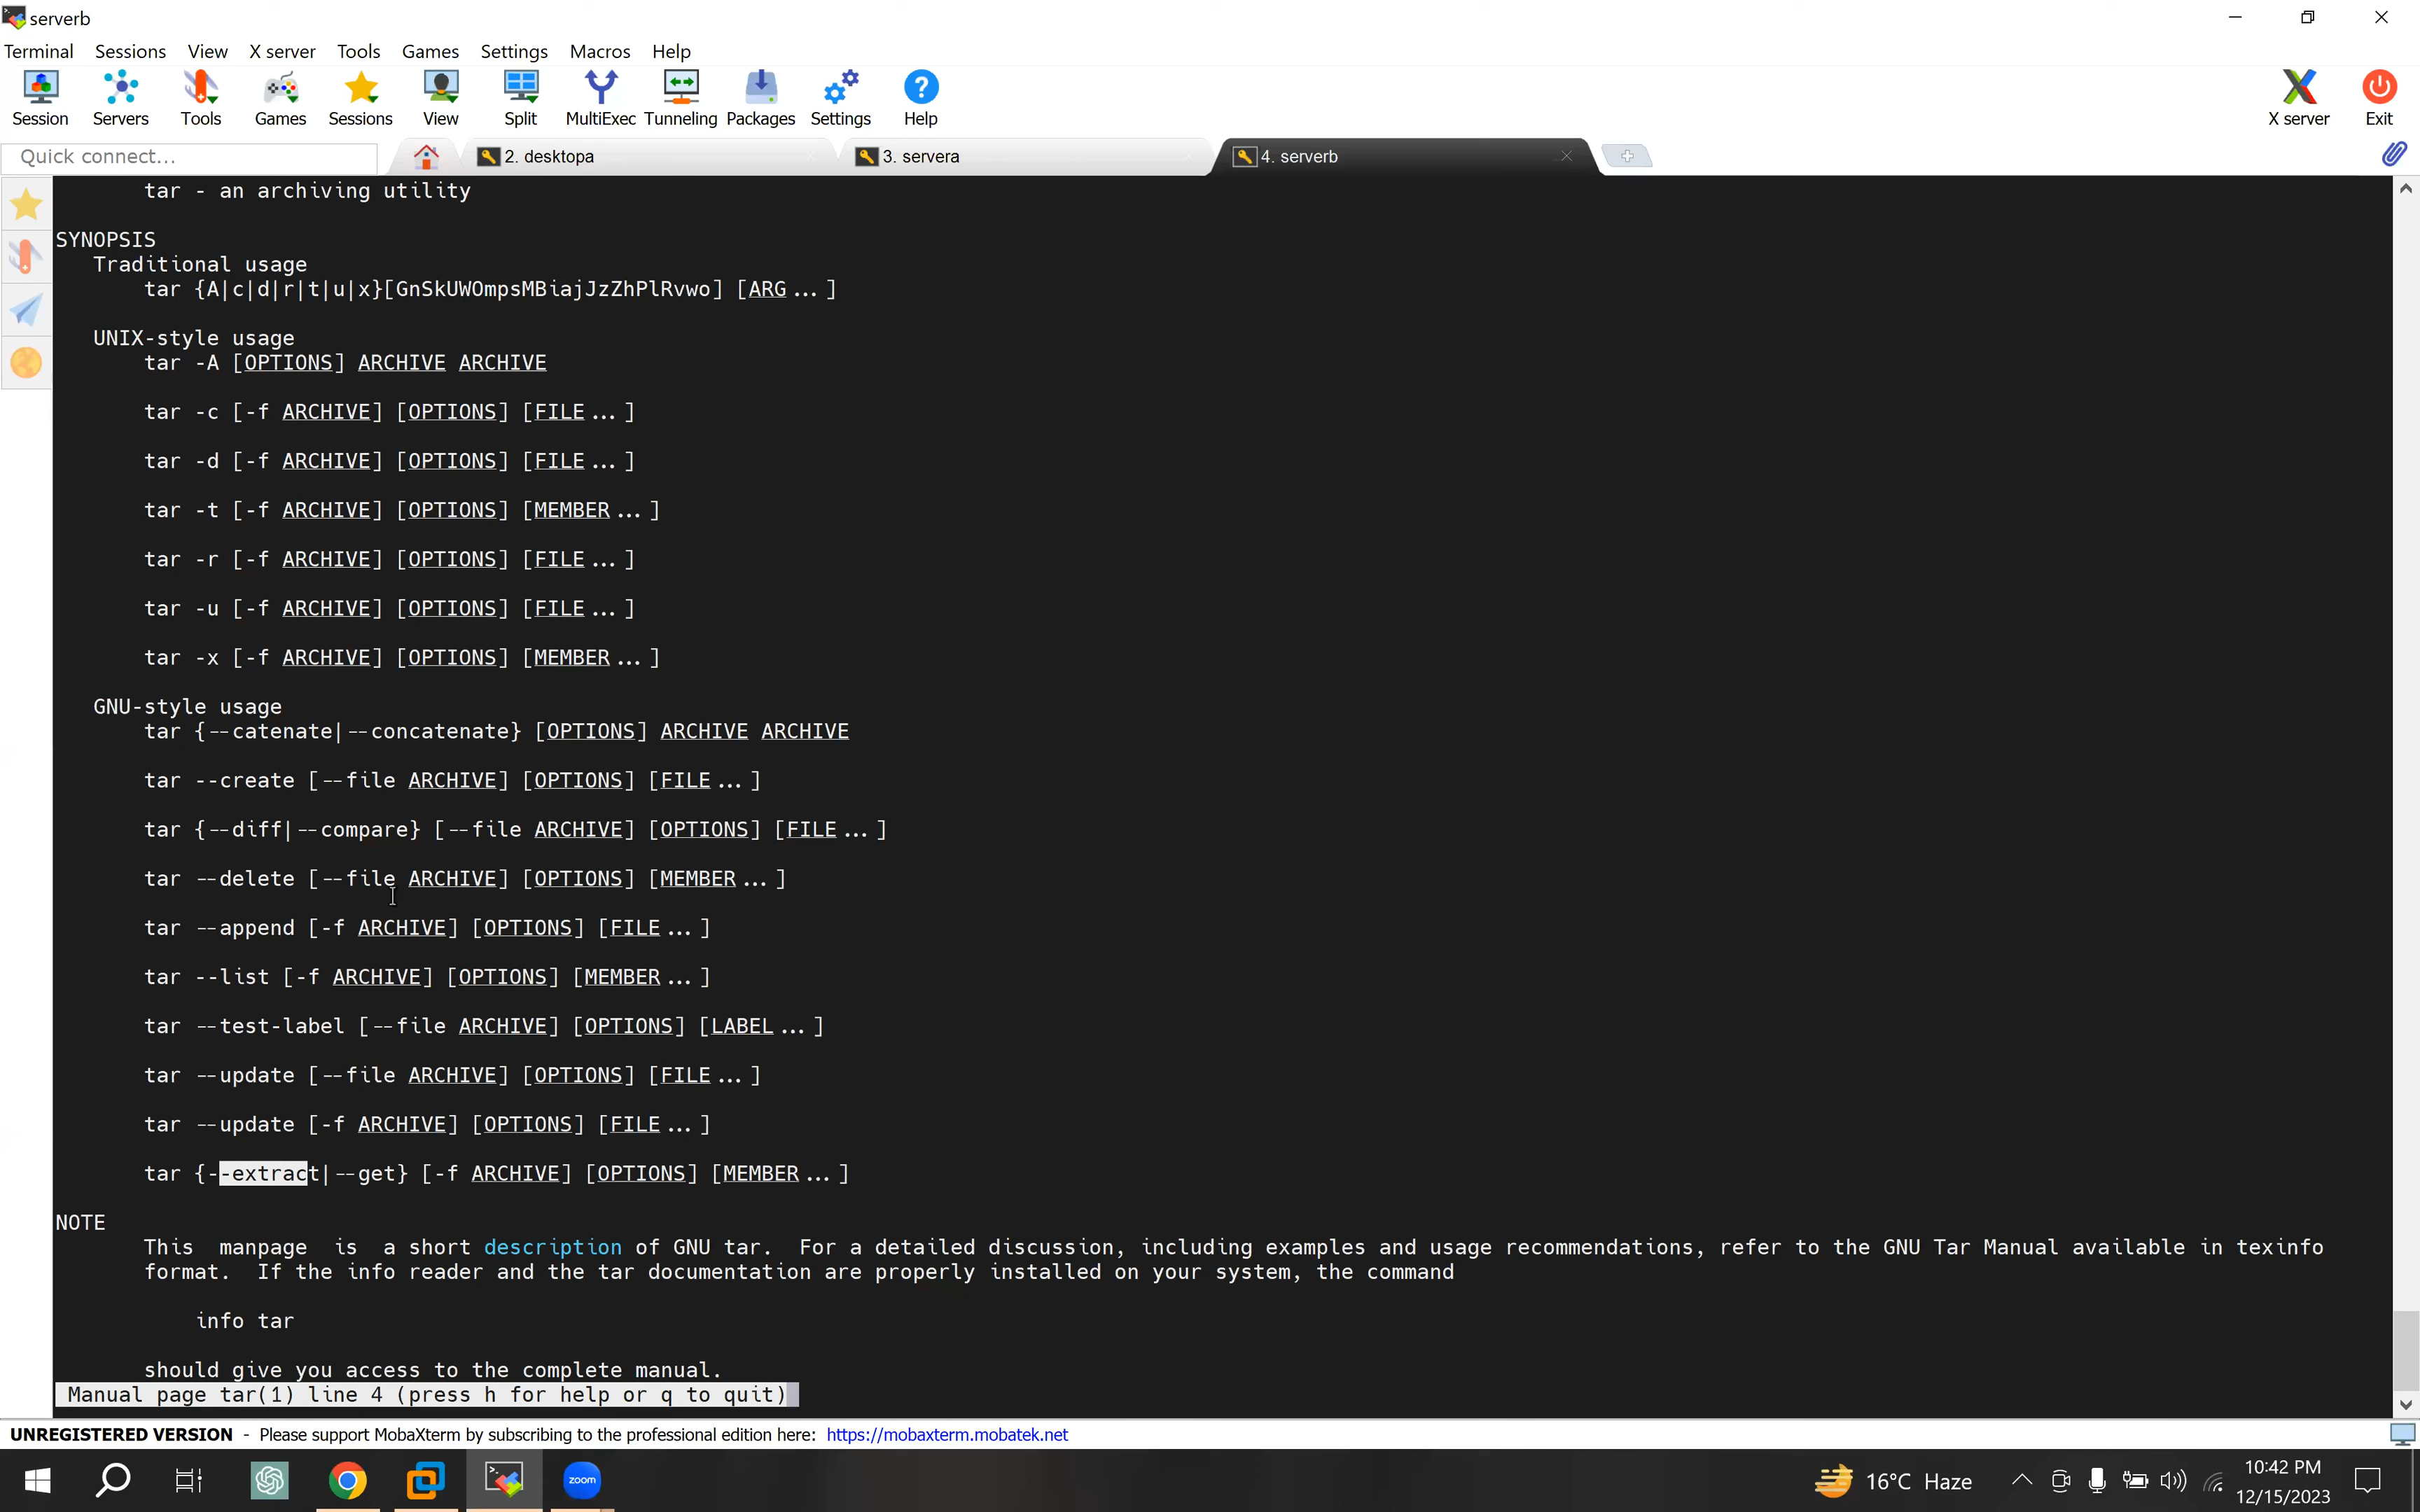 serverb
Terminal Sessions View X server Tools Games Settings Macros Help
Session Servers Tools Games Sessions View Split MultiExec Tunneling Packages Settings Help X server Exit
Quick connect... 2. desktopa 3. servera 4. serverb
tar - an archiving utility
SYNOPSIS
Traditional usage
tar {A|c|d|r|t|u|x}[GnSkUWOmpsMBiajJzZhPlRvwo] [ARG...]
UNIX-style usage
tar -A [OPTIONS] ARCHIVE ARCHIVE
tar -c [-f ARCHIVE] [OPTIONS] [FILE...]
tar -d [-f ARCHIVE] [OPTIONS] [FILE...]
tar -t [-f ARCHIVE] [OPTIONS] [MEMBER...]
tar -r [-f ARCHIVE] [OPTIONS] [FILE...]
tar -u [-f ARCHIVE] [OPTIONS] [FILE...]
tar -x [-f ARCHIVE] [OPTIONS] [MEMBER...]
GNU-style usage
tar {--catenate|--concatenate} [OPTIONS] ARCHIVE ARCHIVE
tar --create [--file ARCHIVE] [OPTIONS] [FILE...]
tar {--diff|--compare} [--file ARCHIVE] [OPTIONS] [FILE...]
tar --delete [--file ARCHIVE] [OPTIONS] [MEMBER...]
tar --append [-f ARCHIVE] [OPTIONS] [FILE...]
tar --list [-f ARCHIVE] [OPTIONS] [MEMBER...]
tar --test-label [--file ARCHIVE] [OPTIONS] [LABEL...]
tar --update [--file ARCHIVE] [OPTIONS] [FILE...]
tar --update [-f ARCHIVE] [OPTIONS] [FILE...]
tar {--extract|--get} [-f ARCHIVE] [OPTIONS] [MEMBER...]
NOTE
This manpage is a short description of GNU tar. For a detailed discussion, including examples and usage recommendations, refer to the GNU Tar Manual available in texinfo
format. If the info reader and the tar documentation are properly installed on your system, the command
info tar
should give you access to the complete manual.
Manual page tar(1) line 4 (press h for help or q to quit)
UNREGISTERED VERSION - Please support MobaXterm by subscribing to the professional edition here: https://mobaxterm.mobatek.net
zoom 16°C Haze 10:42 PM
12/15/2023